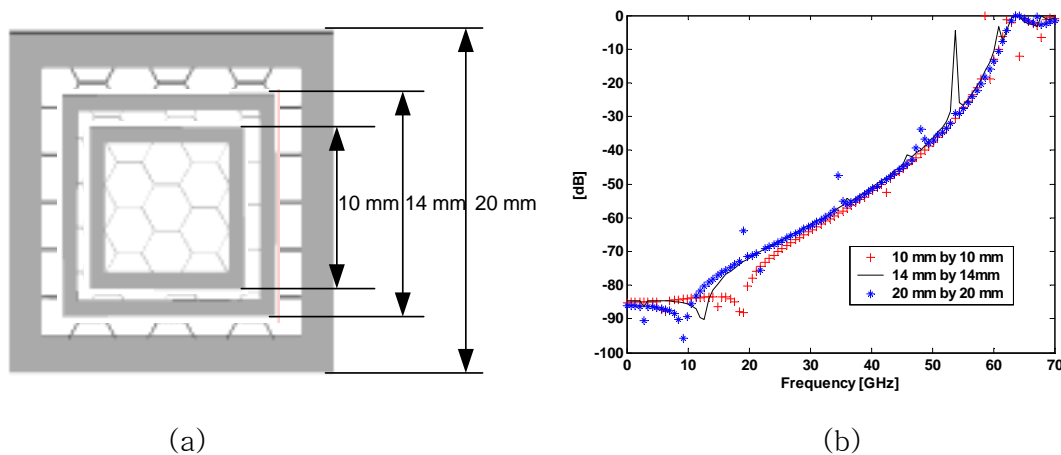 10 mm 14 mm 20 mm
(a)
0
-10
-20
-30
-40
-50
-60
-70
-80
-90
-100
[dB]
10 mm by 10 mm
14 mm by 14mm
20 mm by 20 mm
0 10 20 30 40 50 60 70
Frequency [GHz]
(b)